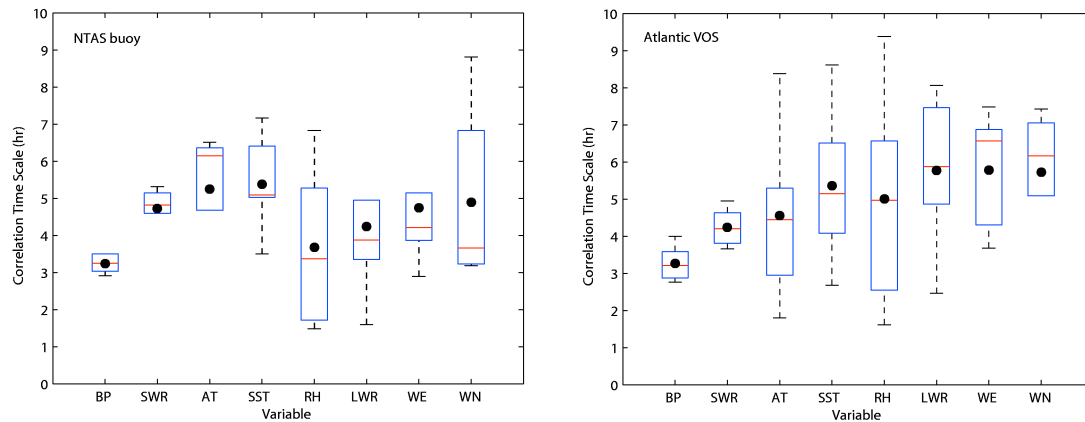 NTAS buoy
Correlation Time Scale (hr)
10
9
8
7
6
5
4
3
2
1
0
BP SWR AT SST RH LWR WE WN
Variable
Atlantic VOS
Correlation Time Scale (hr)
10
9
8
7
6
5
4
3
2
1
0
BP SWR AT SST RH LWR WE WN
Variable